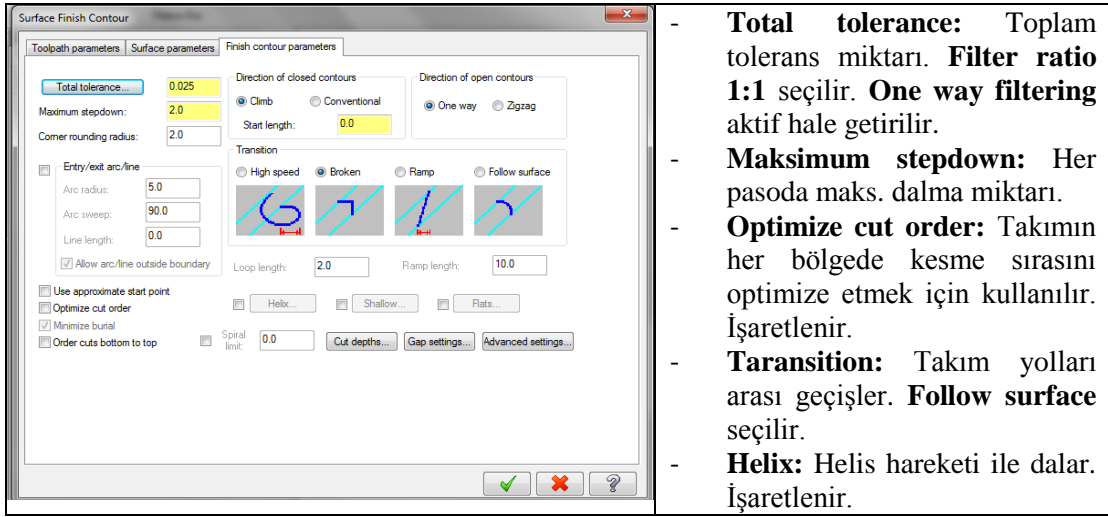 Surface Finish Contour
Toolpath parameters Surface parameters Finish contour parameters
Total tolerance... 0.025
Maximum stepdown: 2.0
Corner rounding radius: 2.0
Entry/exit arc/line
Arc radius: 5.0
Arc sweep: 90.0
Line length: 0.0
Allow arc/line outside boundary
Direction of closed contours
Climb Conventional
Start length: 0.0
Direction of open contours
One way Zigzag
Transition
High speed Broken Ramp Follow surface
Loop length: 2.0 Ramp length: 10.0
Use approximate start point
Optimize cut order
Minimize burial
Order cuts bottom to top
Helix... Shallow... Flats...
Spiral
limit: 0.0 Cut depths... Gap settings... Advanced settings...
- Total tolerance: Toplam
tolerans miktarı. Filter ratio
1:1 seçilir. One way filtering
aktif hale getirilir.
- Maksimum stepdown: Her
pasoda maks. dalma miktarı.
- Optimize cut order: Takımın
her bölgede kesme sırasını
optimize etmek için kullanılır.
İşaretlenir.
- Taransition: Takım yolları
arası geçişler. Follow surface
seçilir.
- Helix: Helis hareketi ile dalar.
İşaretlenir.